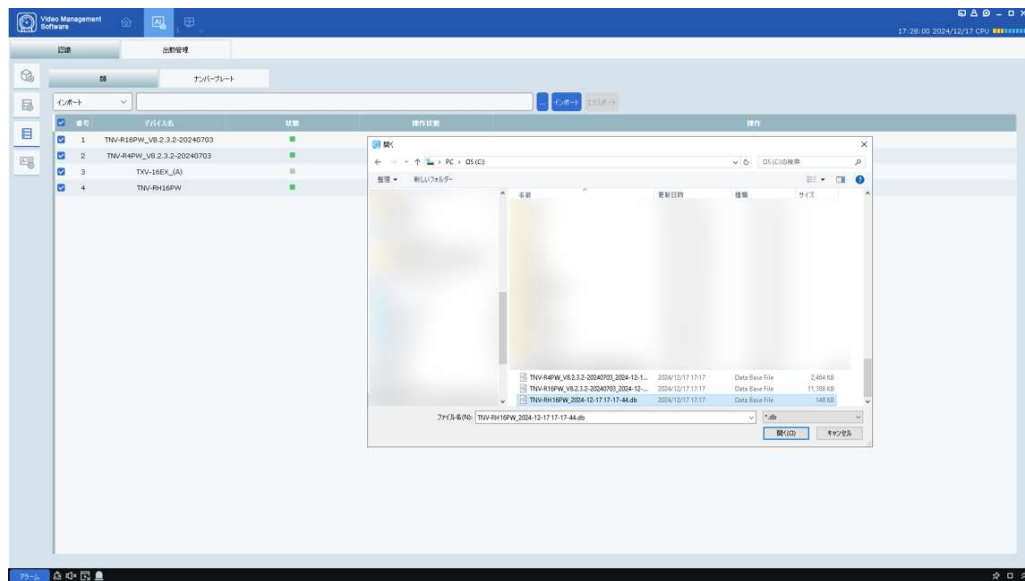 Video Management
Software
AI
17:26:00 2024/12/17 CPU
認識
出勤管理
顔
ナンバープレート
インポート
...
インポート
エクスポート
番号 デバイス名 状態 操作状態 操作
1 TNV-R16PW_V8.2.3.2-20240703
2 TNV-R4PW_V8.2.3.2-20240703
3 TXV-16EX_(A)
4 TNV-RH16PW
開く
PC › OS (C:)
OS (C:)の検索
整理 新しいフォルダー
名前 更新日時 種類 サイズ
TNV-R4PW_V8.2.3.2-20240703_2024-12-1... 2024/12/17 17:17 Data Base File 2,464 KB
TNV-R16PW_V8.2.3.2-20240703_2024-12-... 2024/12/17 17:17 Data Base File 11,388 KB
TNV-RH16PW_2024-12-17 17-17-44.db 2024/12/17 17:17 Data Base File 148 KB
ファイル名(N): TNV-RH16PW_2024-12-17 17-17-44.db
*.db
開く(O) キャンセル
アラーム